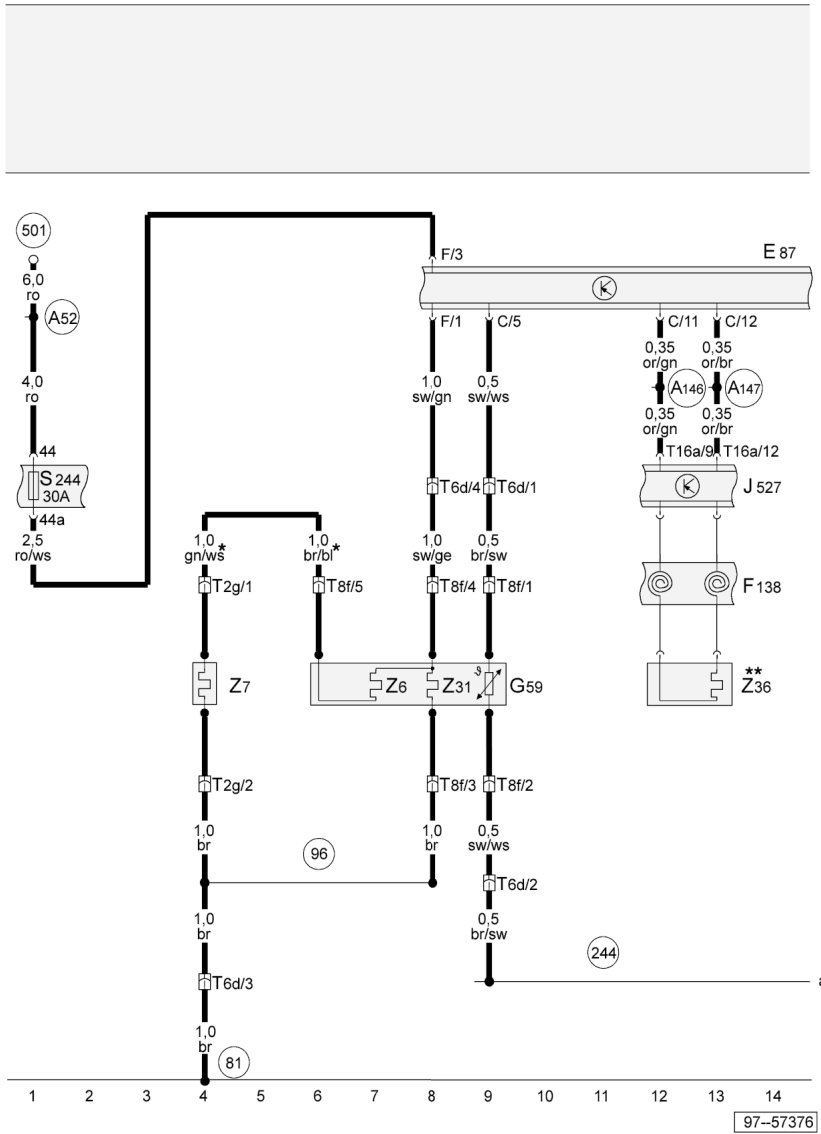 501
6,0
ro
A52
4,0
ro
44
S 244
30A
44a
2,5
ro/ws
F/3
E 87
F/1
C/5
C/11
C/12
1,0
sw/gn
0,5
sw/ws
0,35
or/gn
0,35
or/br
A146
A147
0,35
or/gn
0,35
or/br
T16a/9
T16a/12
T6d/4
T6d/1
J 527
1,0
gn/ws*
1,0
br/bl*
1,0
sw/ge
0,5
br/sw
T2g/1
T8f/5
T8f/4
T8f/1
F 138
Z7
Z6
Z31
ϑ
G59
**
Z36
T2g/2
T8f/3
T8f/2
1,0
br
96
1,0
br
0,5
sw/ws
T6d/2
1,0
br
0,5
br/sw
244
a
T6d/3
1,0
br
81
1 2 3 4 5 6 7 8 9 10 11 12 13 14
97--57376